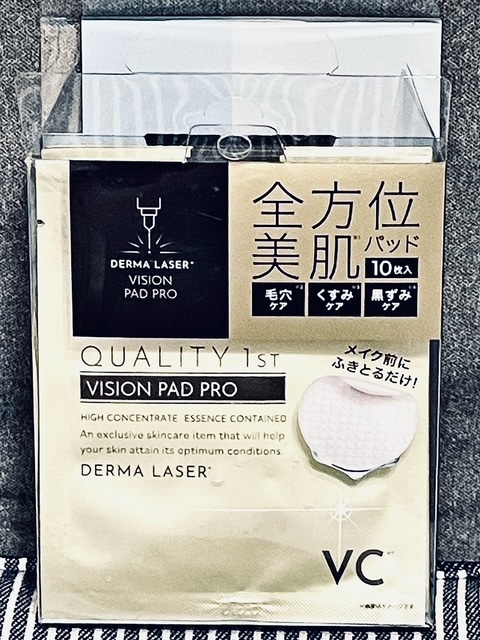 DERMA LASER
VISION
PAD PRO
全方位
美肌パッド
10枚入
毛穴ケア
くすみケア
黒ずみケア
QUALITY 1ST
VISION PAD PRO
HIGH CONCENTRATE ESSENCE CONTAINED
An exclusive skincare item that will help
your skin attain its optimum conditions
DERMA LASER
メイク前に
ふきとるだけ!
VC